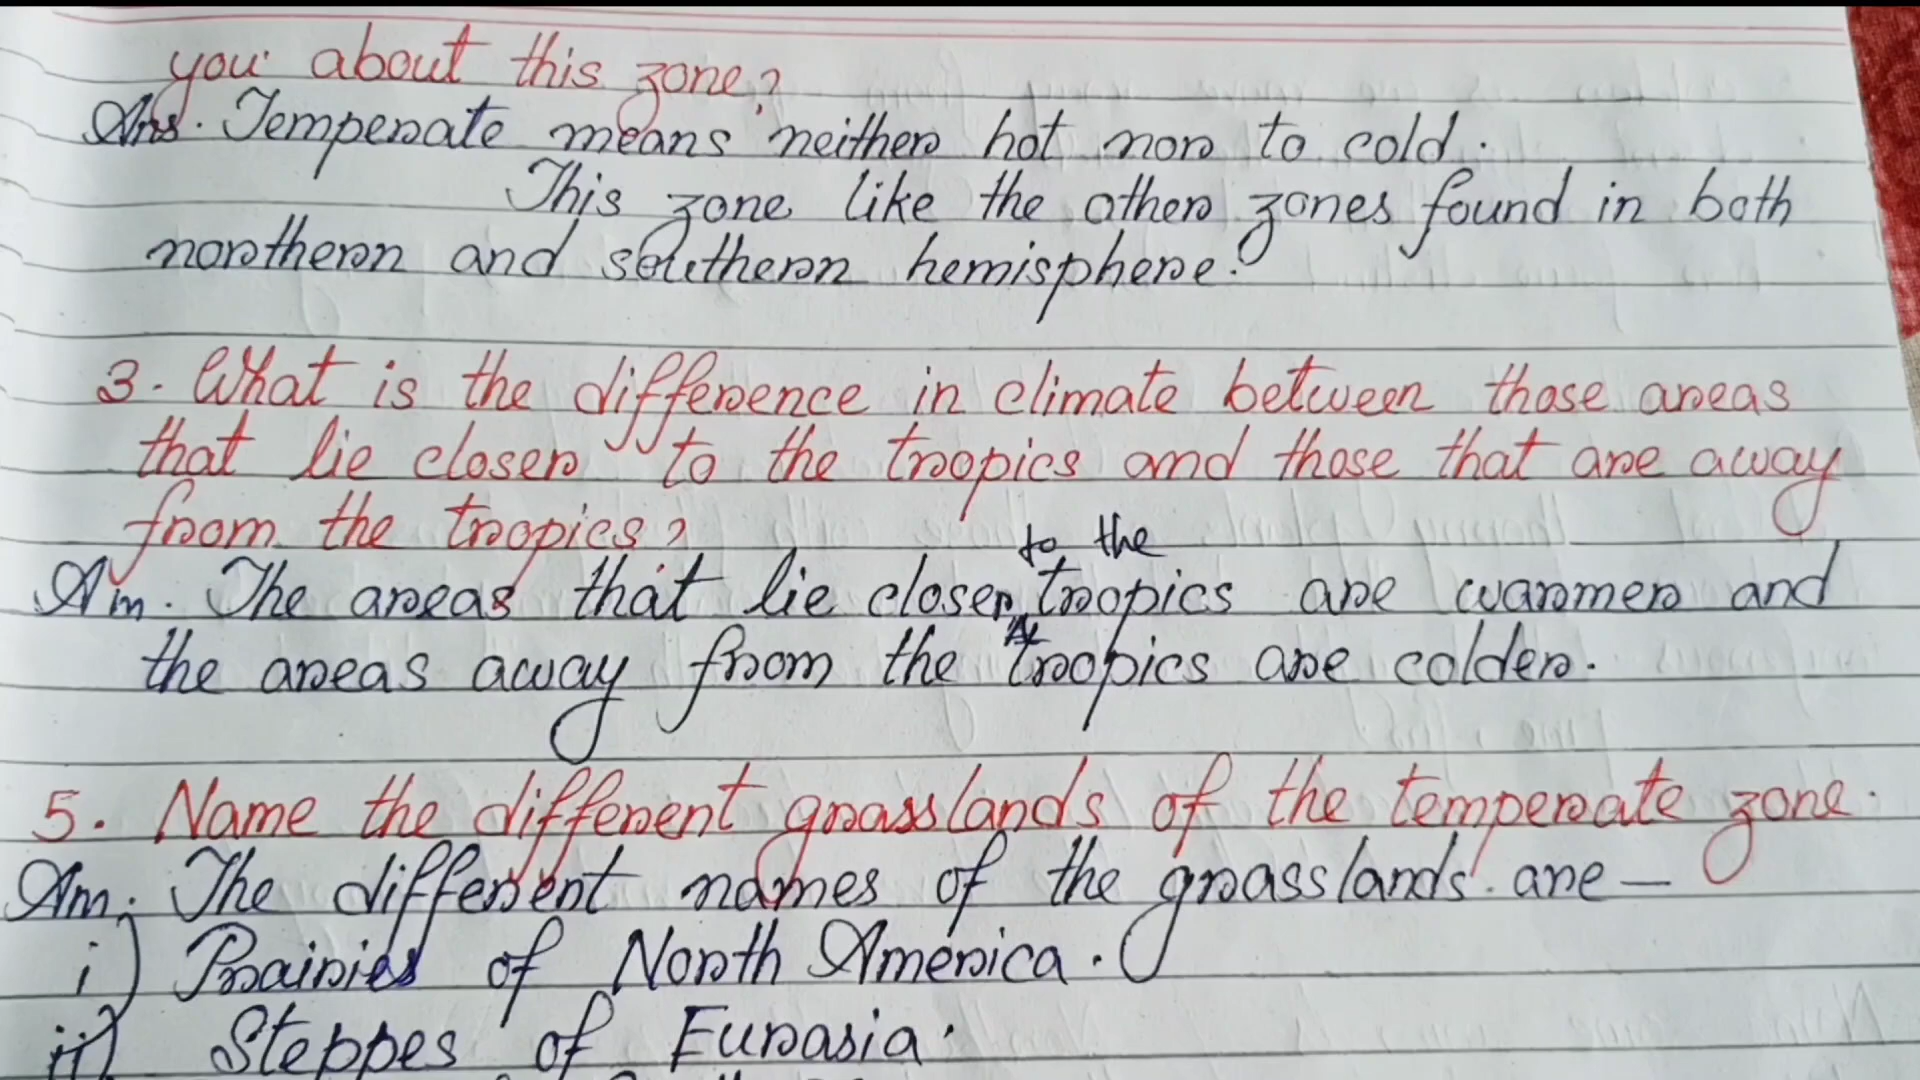 you about this zone?
Ans. Temperate means neither hot nor to cold.
This zone like the other zones found in both
northern and southern hemisphere.
3. What is the difference in climate between those areas
that lie closer to the tropics and those that are away
from the tropics?
to the
Ans. The areas that lie closer tropics are warmer and
the areas away from the tropics are colder.
5. Name the different grasslands of the temperate zone.
Ans. The different names of the grasslands are —
i) Prairies of North America.
ii) Steppes of Eurasia.